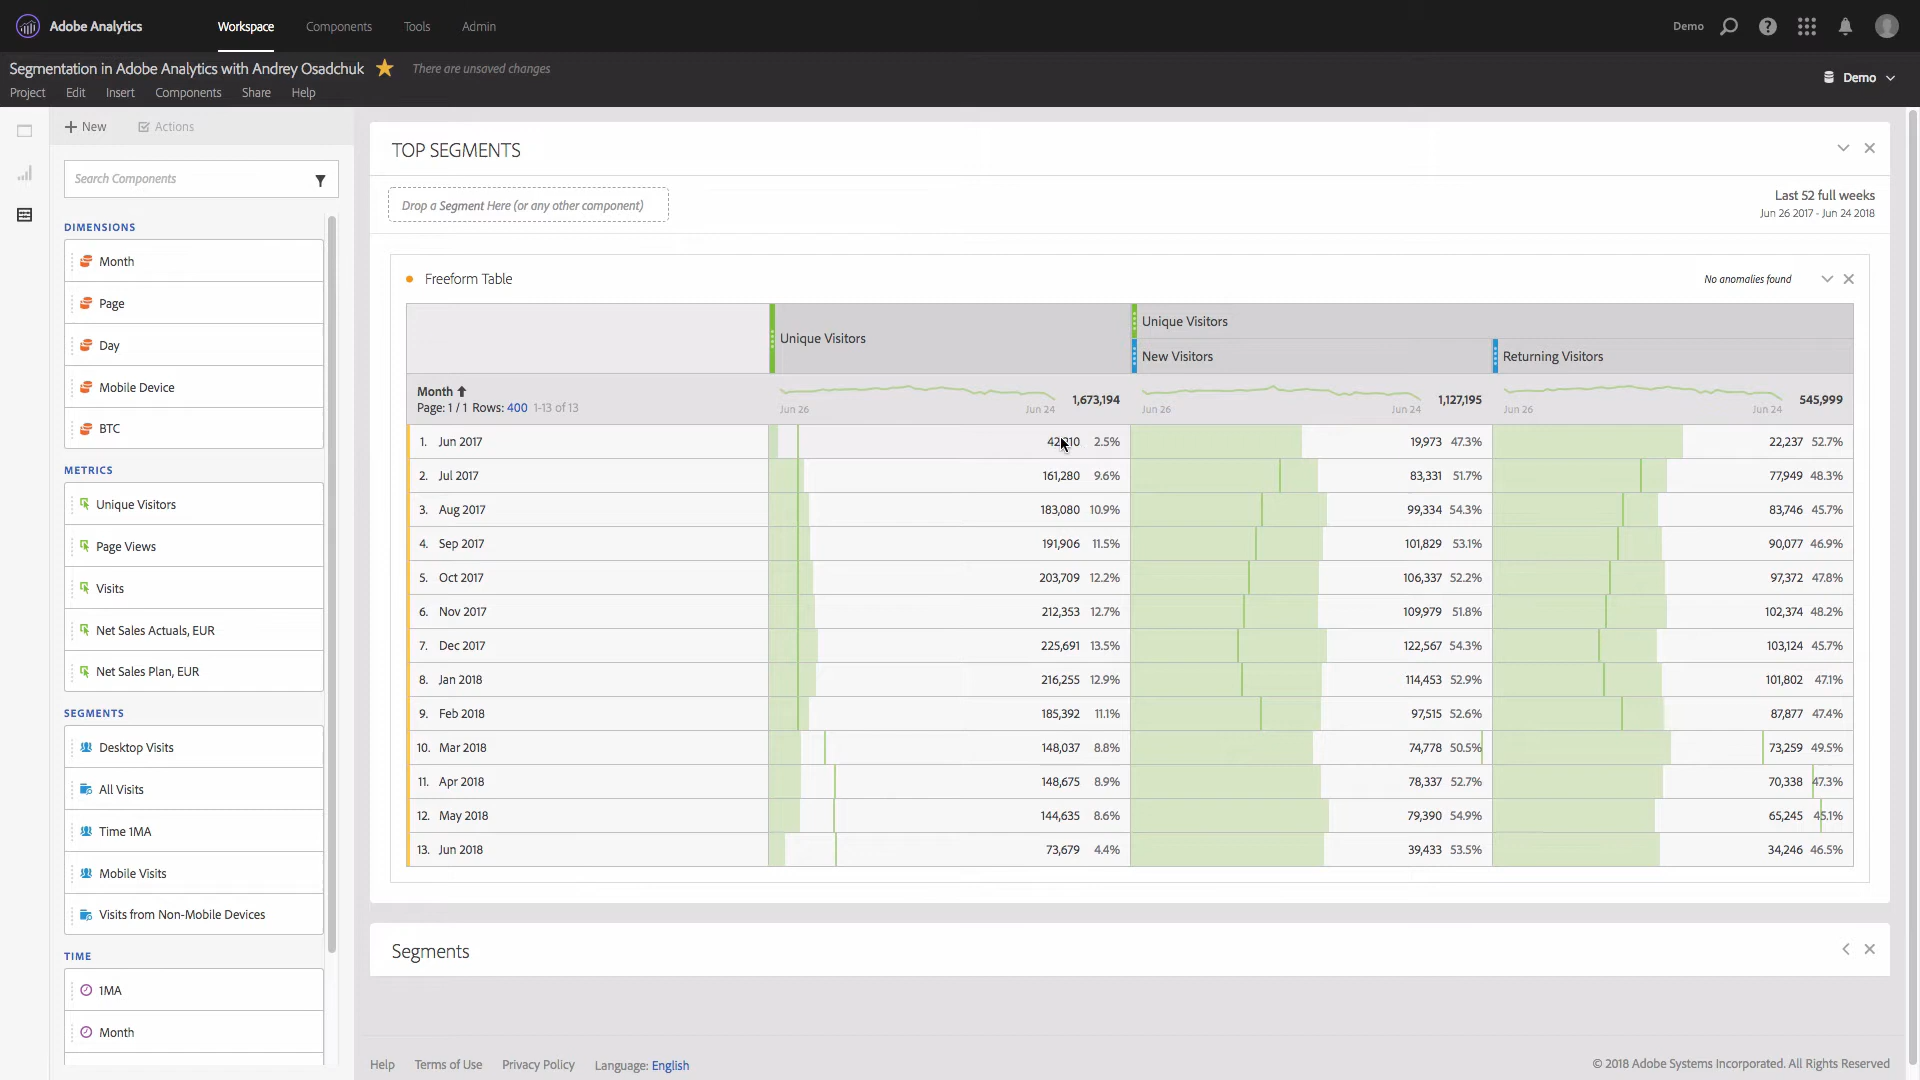 Adobe Analytics
Workspace
Components
Tools
Admin
Demo
Segmentation in Adobe Analytics with Andrey Osadchuk
There are unsaved changes
Project
Edit
Insert
Components
Share
Help
Demo
New
Actions
Search Components
DIMENSIONS
Month
Page
Day
Mobile Device
BTC
METRICS
Unique Visitors
Page Views
Visits
Net Sales Actuals, EUR
Net Sales Plan, EUR
SEGMENTS
Desktop Visits
All Visits
Time 1MA
Mobile Visits
Visits from Non-Mobile Devices
TIME
1MA
Month
TOP SEGMENTS
Drop a Segment Here (or any other component)
Last 52 full weeks
Jun 26 2017 - Jun 24 2018
Freeform Table
No anomalies found
Unique Visitors
Unique Visitors
New Visitors
Returning Visitors
Month
Page: 1 / 1 Rows: 400 1-13 of 13
Jun 26 Jun 24 1,673,194
Jun 26 Jun 24 1,127,195
Jun 26 Jun 24 545,999
1. Jun 2017 2.5% 19,973 47.3% 22,237 52.7%
2. Jul 2017 161,280 9.6% 83,331 51.7% 77,949 48.3%
3. Aug 2017 183,080 10.9% 99,334 54.3% 83,746 45.7%
4. Sep 2017 191,906 11.5% 101,829 53.1% 90,077 46.9%
5. Oct 2017 203,709 12.2% 106,337 52.2% 97,372 47.8%
6. Nov 2017 212,353 12.7% 109,979 51.8% 102,374 48.2%
7. Dec 2017 225,691 13.5% 122,567 54.3% 103,124 45.7%
8. Jan 2018 216,255 12.9% 114,453 52.9% 101,802 47.1%
9. Feb 2018 185,392 11.1% 97,515 52.6% 87,877 47.4%
10. Mar 2018 148,037 8.8% 74,778 50.5% 73,259 49.5%
11. Apr 2018 148,675 8.9% 78,337 52.7% 70,338 47.3%
12. May 2018 144,635 8.6% 79,390 54.9% 65,245 45.1%
13. Jun 2018 73,679 4.4% 39,433 53.5% 34,246 46.5%
Segments
Help
Terms of Use
Privacy Policy
Language: English
© 2018 Adobe Systems Incorporated. All Rights Reserved